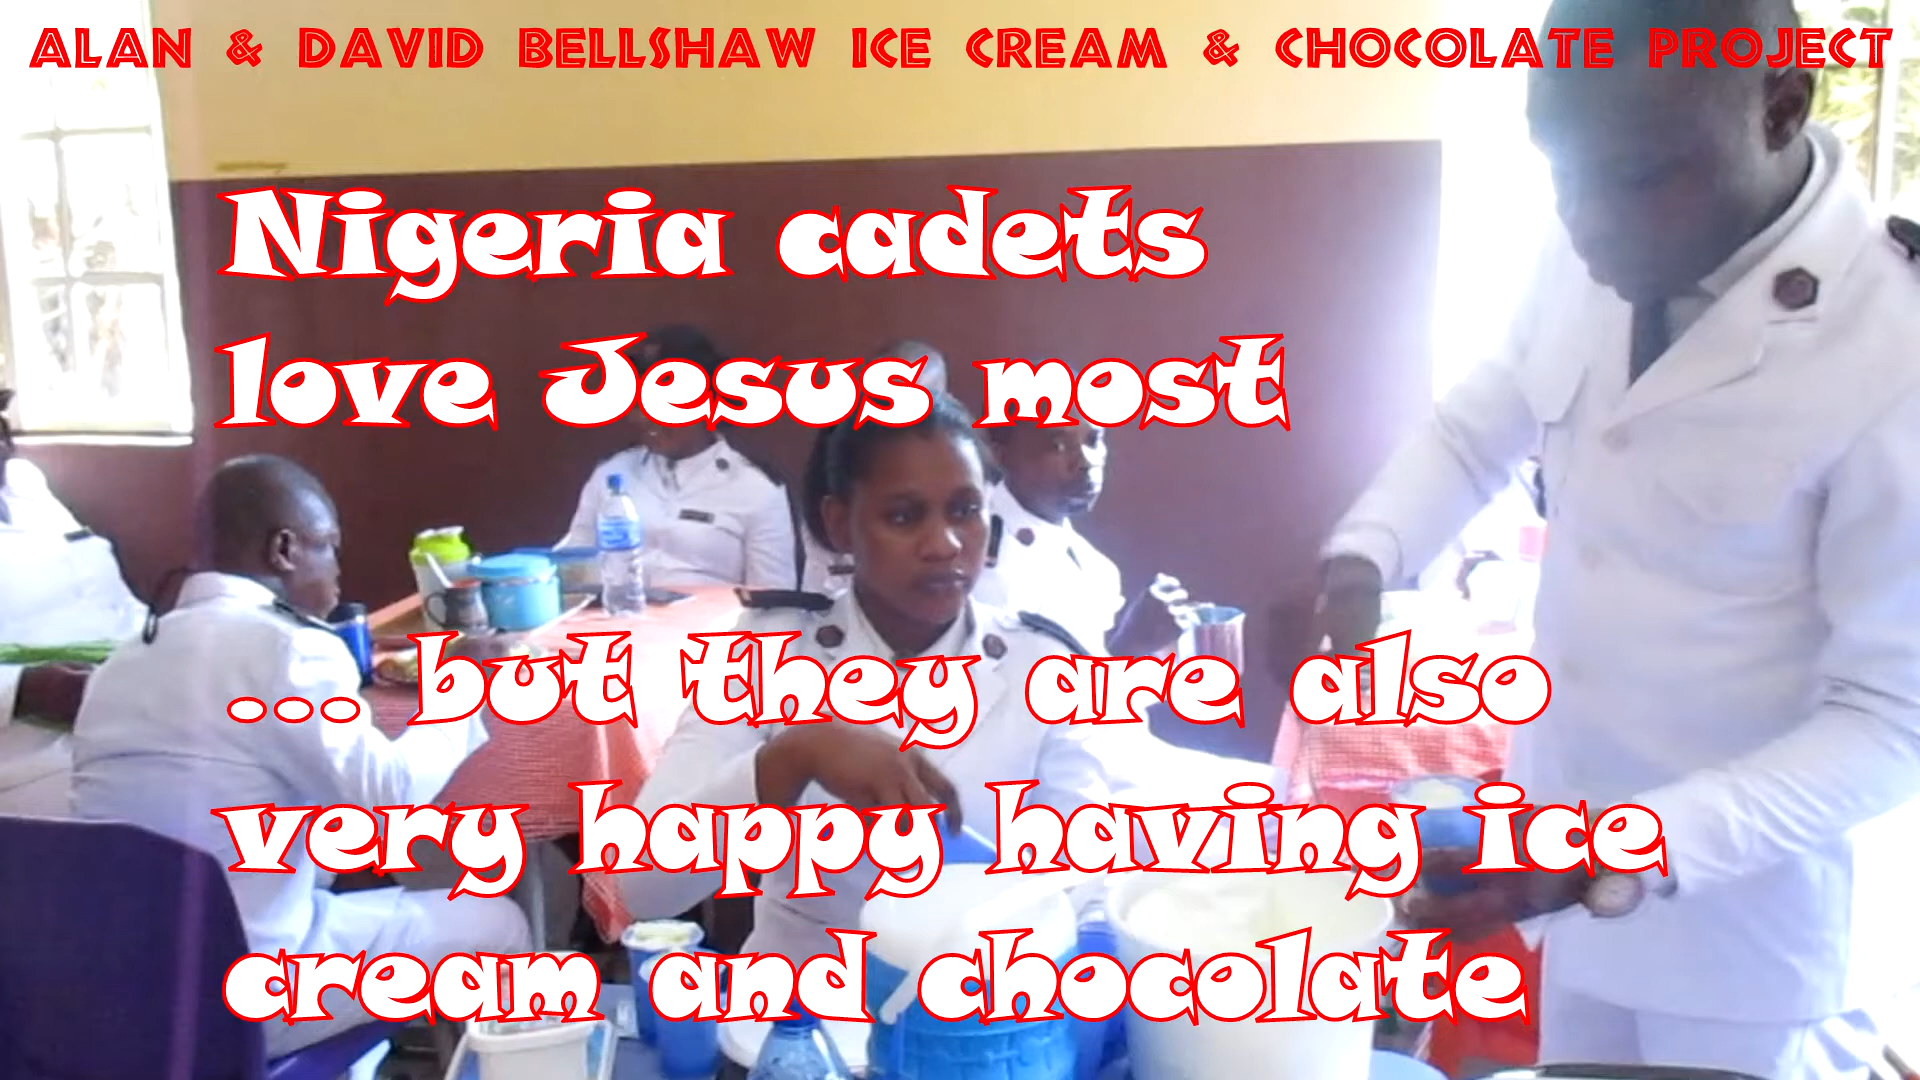 ALAN & DAVID BELLSHAW ICE CREAM & CHOCOLATE PROJECT
Nigeria cadets
love Jesus most
... but they are also
very happy having ice
cream and chocolate